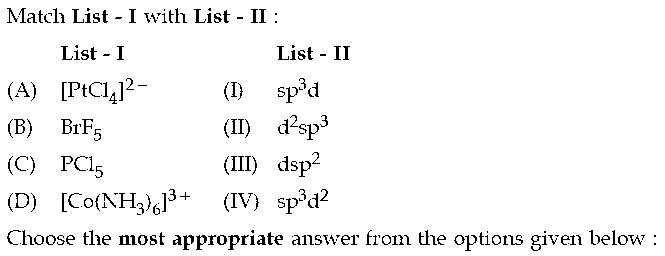 Match List - I with List - II :
List - I List - II
(A) [PtCl₄]²⁻ (I) sp³d
(B) BrF₅ (II) d²sp³
(C) PCl₅ (III) dsp²
(D) [Co(NH₃)₆]³⁺ (IV) sp³d²
Choose the most appropriate answer from the options given below :